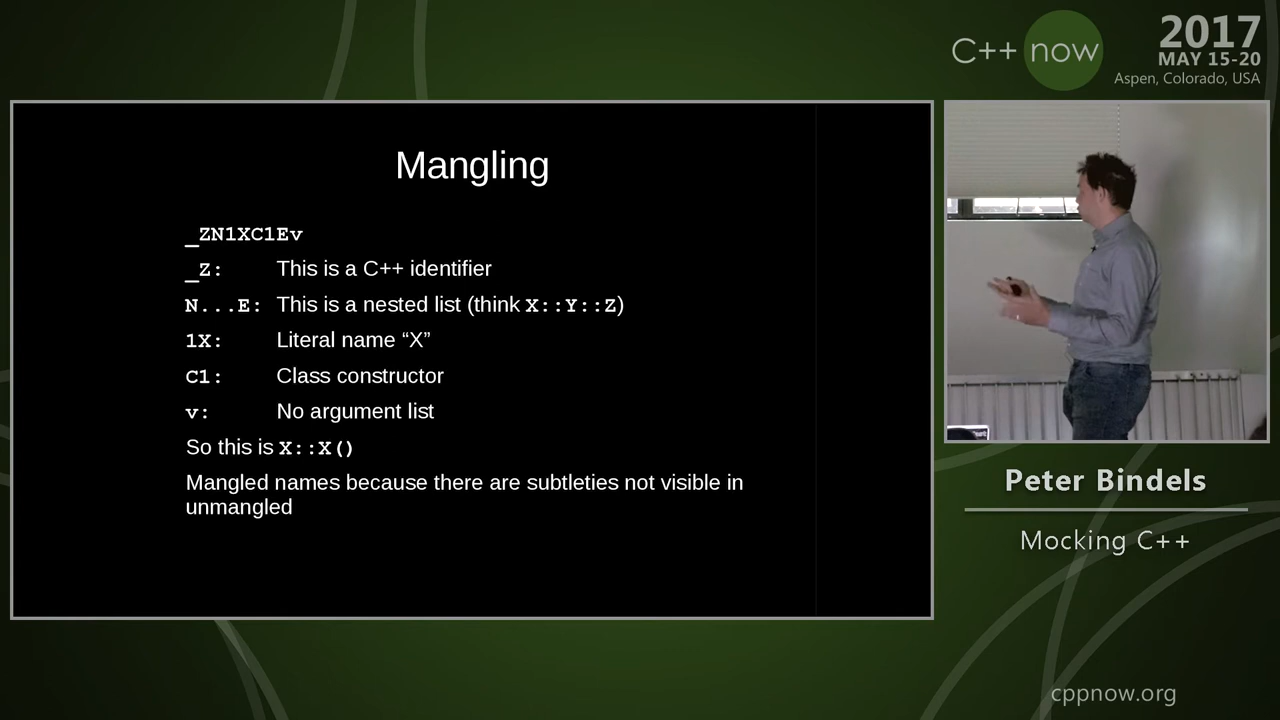 C++ now
2017
MAY 15-20
Aspen, Colorado, USA
Mangling
_ZN1XC1Ev
_Z: This is a C++ identifier
N...E: This is a nested list (think X::Y::Z)
1X: Literal name “X”
C1: Class constructor
v: No argument list
So this is X::X()
Mangled names because there are subtleties not visible in
unmangled
Peter Bindels
Mocking C++
cppnow.org